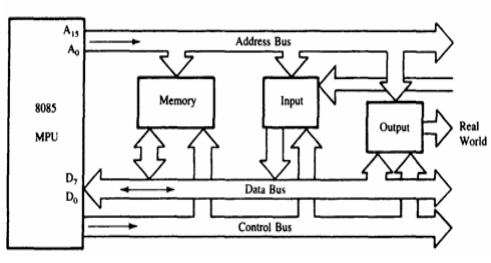 A15
A0
Address Bus
8085
MPU
Memory
Input
Output
Real
World
D7
D0
Data Bus
Control Bus